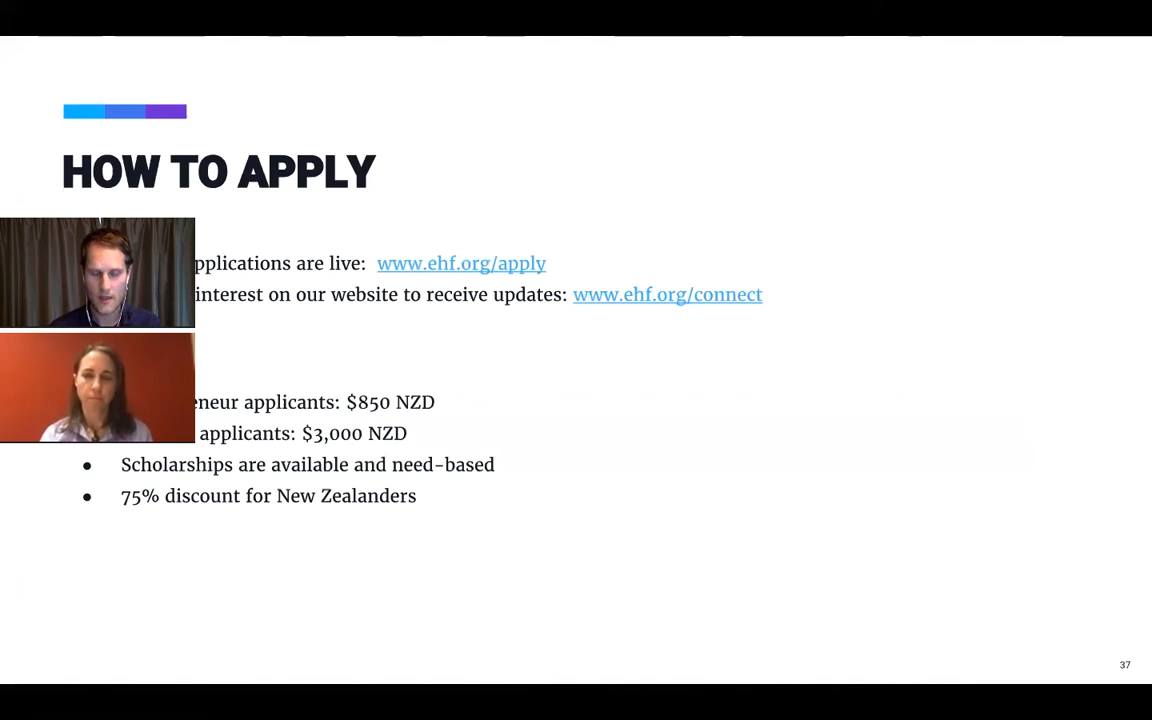 HOW TO APPLY
pplications are live: www.ehf.org/apply
interest on our website to receive updates: www.ehf.org/connect
eneur applicants: $850 NZD
applicants: $3,000 NZD
● Scholarships are available and need-based
● 75% discount for New Zealanders
37